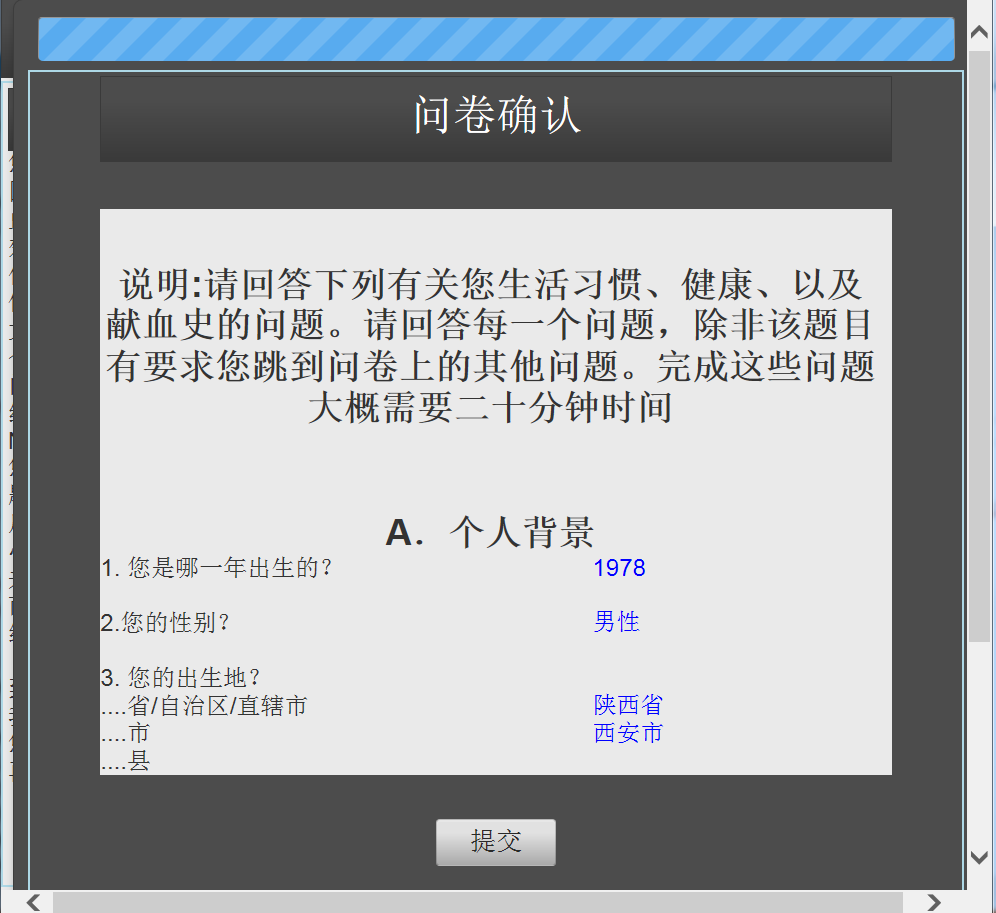 问卷确认
说明:请回答下列有关您生活习惯、健康、以及
献血史的问题。请回答每一个问题，除非该题目
有要求您跳到问卷上的其他问题。完成这些问题
大概需要二十分钟时间
A. 个人背景
1. 您是哪一年出生的? 1978
2.您的性别? 男性
3. 您的出生地?
....省/自治区/直辖市 陕西省
....市 西安市
....县
提交